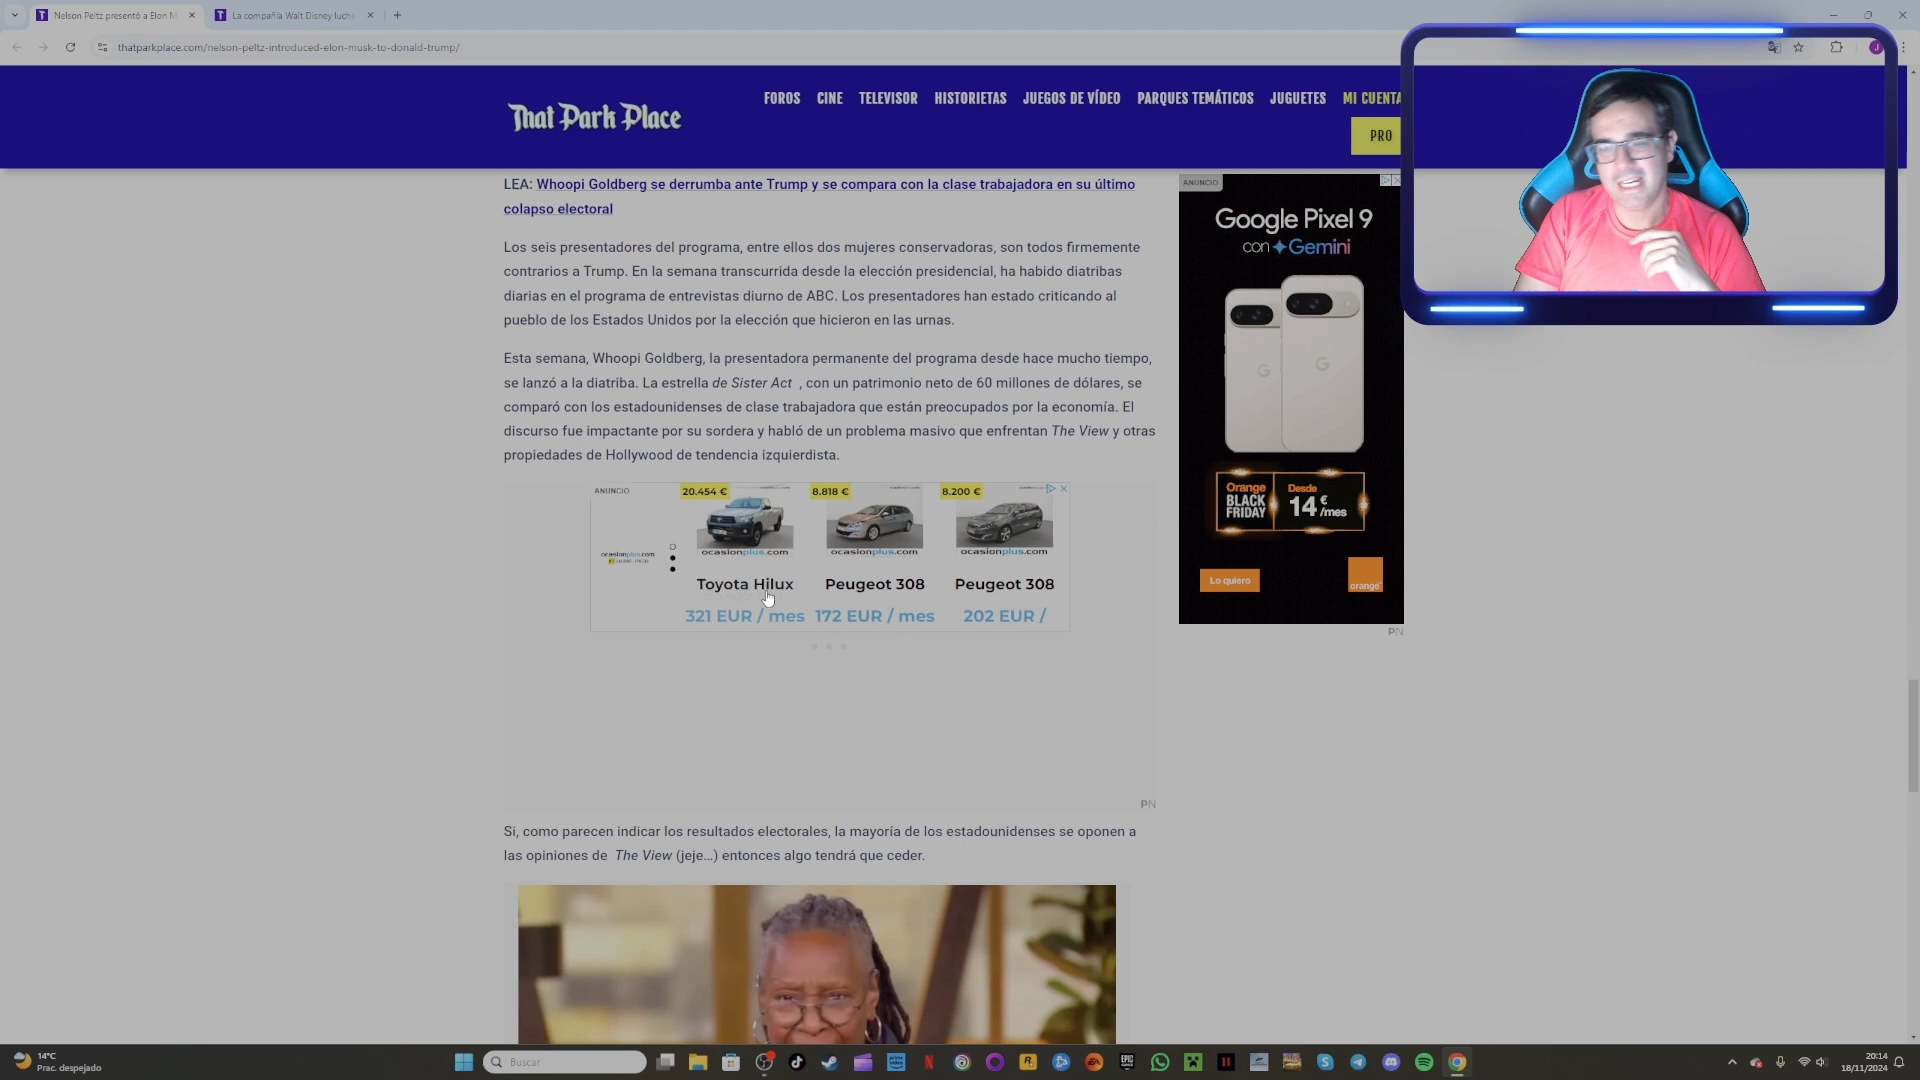 Nelson Peltz presentó a Elon M
La compañía Walt Disney lucha
thatparkplace.com/nelson-peltz-introduced-elon-musk-to-donald-trump/
J
That Park Place
FOROS
CINE
TELEVISOR
HISTORIETAS
JUEGOS DE VÍDEO
PARQUES TEMÁTICOS
JUGUETES
MI CUENTA
PRO
LEA: Whoopi Goldberg se derrumba ante Trump y se compara con la clase trabajadora en su último
colapso electoral
Los seis presentadores del programa, entre ellos dos mujeres conservadoras, son todos firmemente
contrarios a Trump. En la semana transcurrida desde la elección presidencial, ha habido diatribas
diarias en el programa de entrevistas diurno de ABC. Los presentadores han estado criticando al
pueblo de los Estados Unidos por la elección que hicieron en las urnas.
Esta semana, Whoopi Goldberg, la presentadora permanente del programa desde hace mucho tiempo,
se lanzó a la diatriba. La estrella de Sister Act , con un patrimonio neto de 60 millones de dólares, se
comparó con los estadounidenses de clase trabajadora que están preocupados por la economía. El
discurso fue impactante por su sordera y habló de un problema masivo que enfrentan The View y otras
propiedades de Hollywood de tendencia izquierdista.
ANUNCIO
20.454 €
8.818 €
8.200 €
ocasionplus.com
ocasionplus.com
ocasionplus.com
ocasionplus.com
Toyota Hilux
Peugeot 308
Peugeot 308
321 EUR / mes
172 EUR / mes
202 EUR /
PN
Si, como parecen indicar los resultados electorales, la mayoría de los estadounidenses se oponen a
las opiniones de The View (jeje…) entonces algo tendrá que ceder.
ANUNCIO
Google Pixel 9
con Gemini
Orange
BLACK
FRIDAY
Desde
14 €
/mes
Lo quiero
orange
PN
14°C
Prac. despejado
Buscar
20:14
18/11/2024